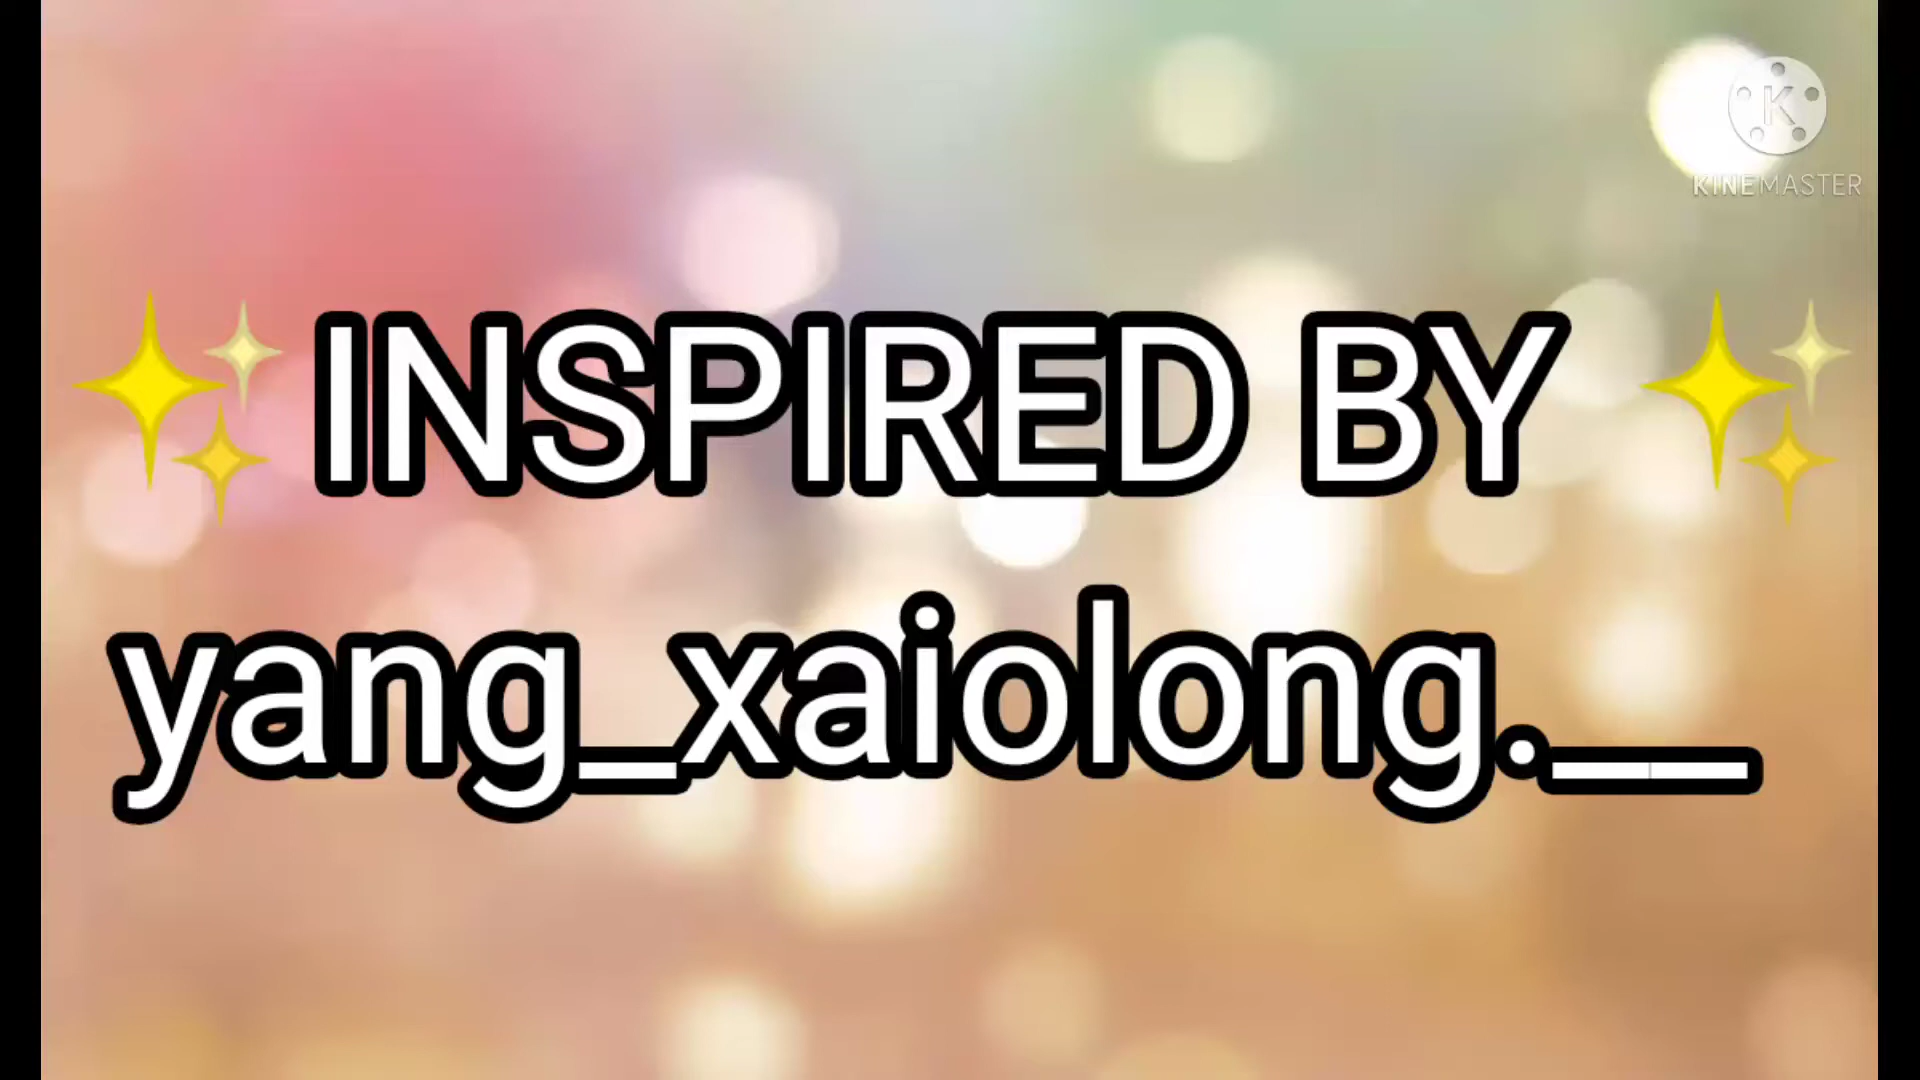 KINEMASTER
✨ INSPIRED BY ✨
yang_xaiolong.__